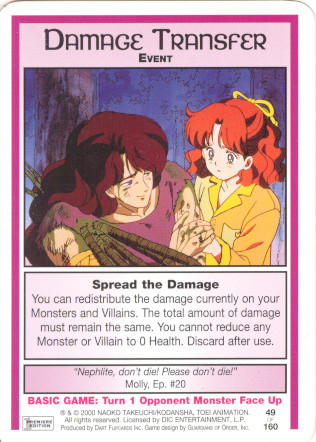 Damage Transfer
Event
Spread the Damage
You can redistribute the damage currently on your
Monsters and Villains. The total amount of damage
must remain the same. You cannot reduce any
Monster or Villain to 0 Health. Discard after use.
"Nephlite, don't die! Please don't die!"
Molly, Ep. #20
BASIC GAME: Turn 1 Opponent Monster Face Up
PREMIERE
EDITION
® & © 2000 NAOKO TAKEUCHI/KODANSHA, TOEI ANIMATION.
All rights reserved. Licensed by DIC ENTERTAINMENT, L.P.
Produced by Dart Flipcards Inc. Game design by Guardians of Order, Inc.
49
OF
160